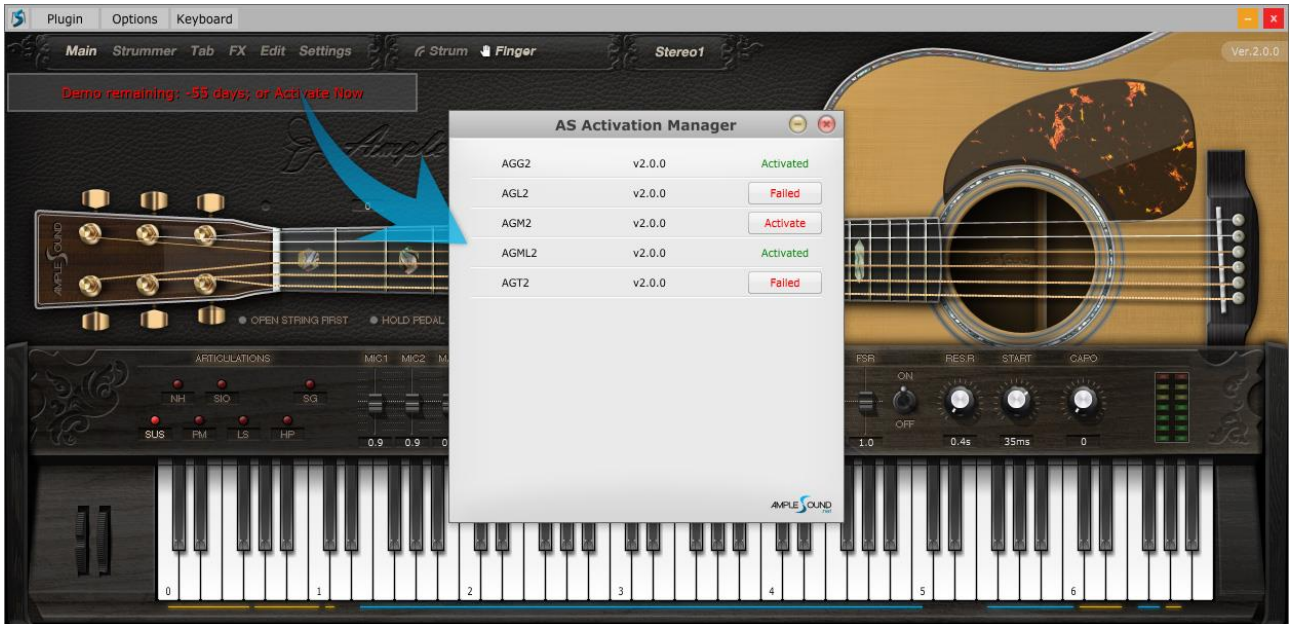 Plugin Options Keyboard
Main Strummer Tab FX Edit Settings Strum Finger Stereo1 Ver.2.0.0
Demo remaining: -55 days; or Activate Now
Ample
AS Activation Manager
AGG2 v2.0.0 Activated
AGL2 v2.0.0 Failed
AGM2 v2.0.0 Activate
AGML2 v2.0.0 Activated
AGT2 v2.0.0 Failed
AMPLE SOUND
.net
AMPLE SOUND
OPEN STRING FIRST HOLD PEDAL
ARTICULATIONS MIC1 MIC2 FSR RES.R START CAPO
ON
NH SIO SG
OFF
SUS PM LS HP
0.9 0.9 1.0 0.4s 35ms 0
0 1 2 3 4 5 6